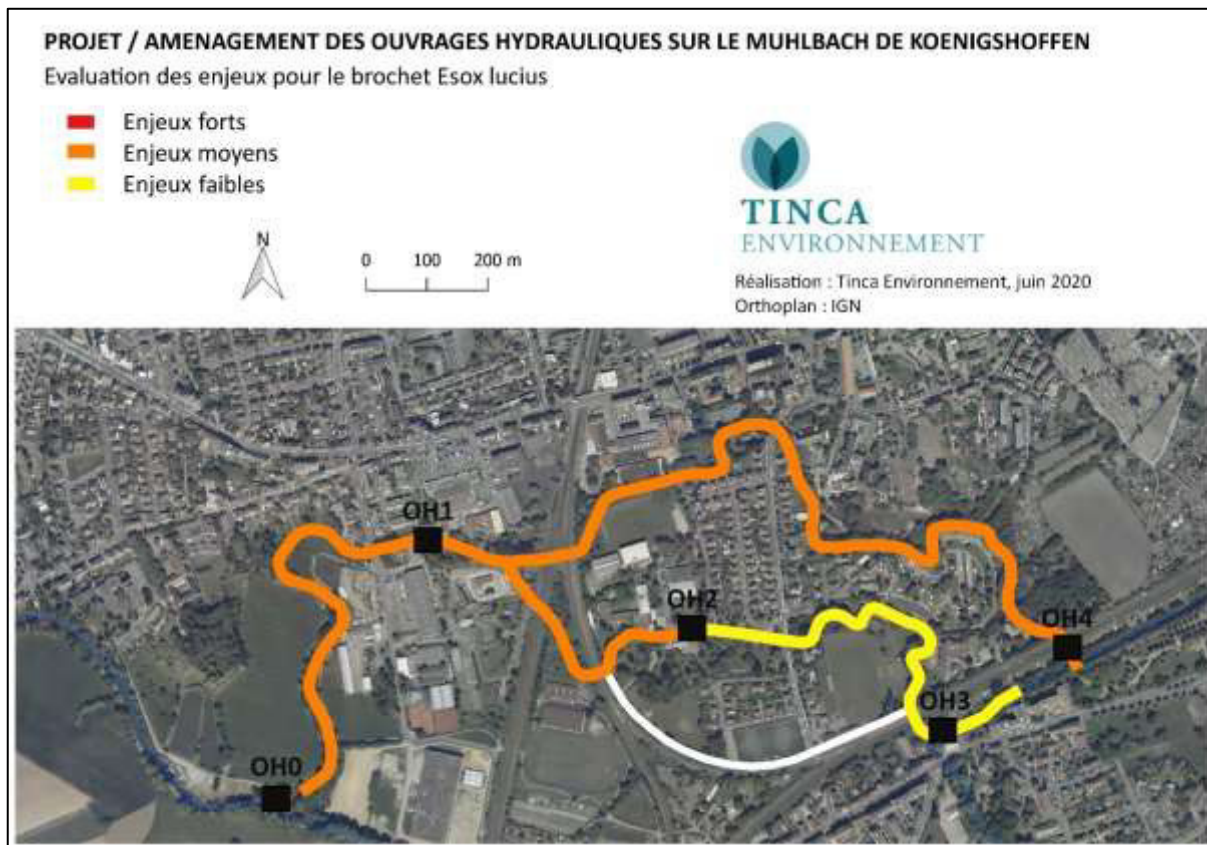 PROJET / AMENAGEMENT DES OUVRAGES HYDRAULIQUES SUR LE MUHLBACH DE KOENIGSHOFFEN
Evaluation des enjeux pour le brochet Esox lucius
Enjeux forts
Enjeux moyens
Enjeux faibles
N
0 100 200 m
TINCA
ENVIRONNEMENT
Réalisation : Tinca Environnement, juin 2020
Orthoplan : IGN
OH1
OH2
OH4
OH3
OH0